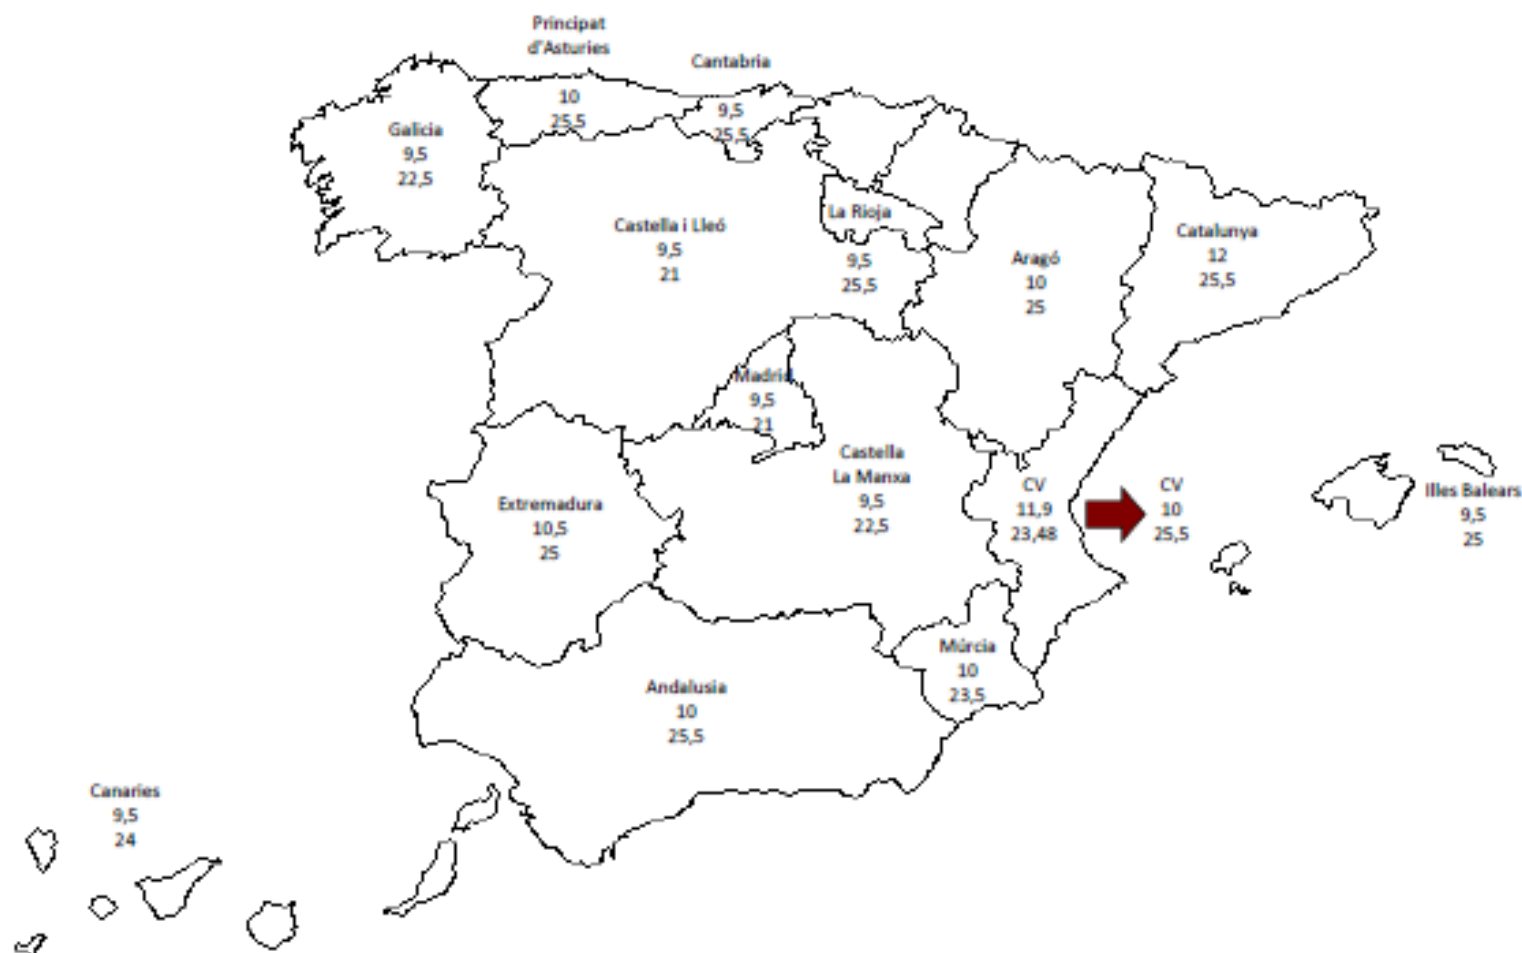 Principat
d'Asturies
10
25,5
Cantabria
9,5
25,5
Galicia
9,5
22,5
Castella i Lleó
9,5
21
La Rioja
9,5
25,5
Aragó
10
25
Catalunya
12
25,5
Madrid
9,5
21
Castella
La Manxa
9,5
22,5
Extremadura
10,5
25
CV
11,9
23,48
CV
10
25,5
Illes Balears
9,5
25
Múrcia
10
23,5
Andalusia
10
25,5
Canaries
9,5
24